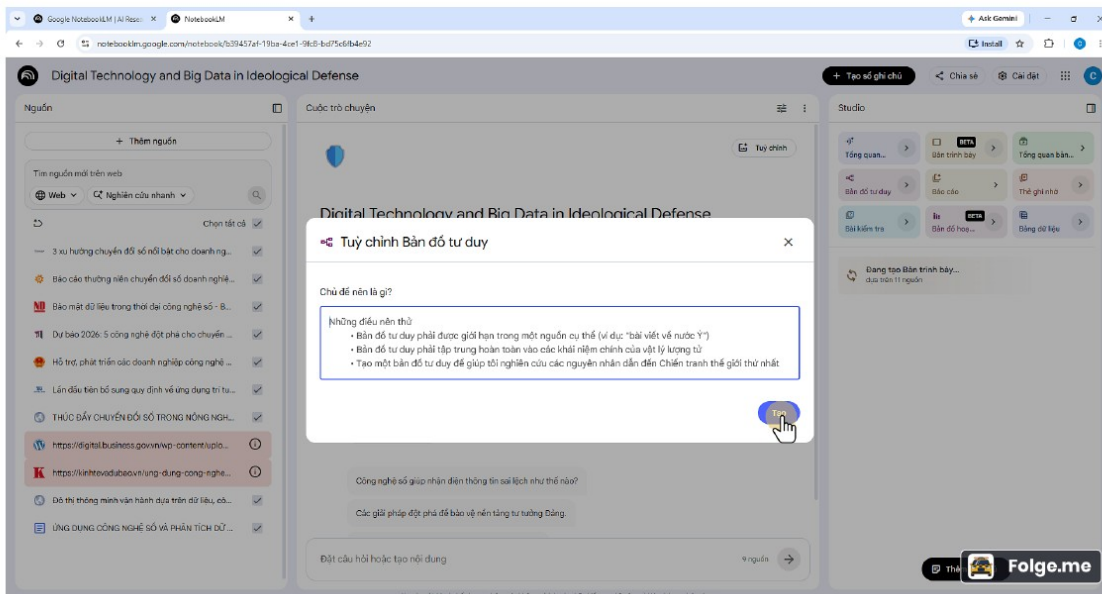 Google NotebookLM | AI Resea
NotebookLM
Ask Gemini
notebooklm.google.com/notebook/b39457af-19ba-4ce1-9fc8-bd75c6fb4e92
Install
Digital Technology and Big Data in Ideological Defense
+ Tạo sổ ghi chú
Chia sẻ
Cài đặt
C
Nguồn
+ Thêm nguồn
Tìm nguồn mới trên web
Web
Nghiên cứu nhanh
Chọn tất cả
3 xu hướng chuyển đổi số nổi bật cho doanh ng...
Báo cáo thường niên chuyển đổi số doanh nghiệ...
Bảo mật dữ liệu trong thời đại công nghệ số - B...
Dự báo 2026: 5 công nghệ đột phá cho chuyển ...
Hỗ trợ, phát triển các doanh nghiệp công nghệ ...
Lần đầu tiên bổ sung quy định về ứng dụng trí tu...
THÚC ĐẨY CHUYỂN ĐỔI SỐ TRONG NÔNG NGH...
https://digital.business.gov.vn/wp-content/uplo...
https://kinhtevadubao.vn/ung-dung-cong-nghe...
Đô thị thông minh vận hành dựa trên dữ liệu, cô...
ỨNG DỤNG CÔNG NGHỆ SỐ VÀ PHÂN TÍCH DỮ ...
Cuộc trò chuyện
Tuỳ chỉnh
Digital Technology and Big Data in Ideological Defense
Tuỳ chỉnh Bản đồ tư duy
Chủ đề nên là gì?
Những điều nên thử
• Bản đồ tư duy phải được giới hạn trong một nguồn cụ thể (ví dụ: "bài viết về nước Ý")
• Bản đồ tư duy phải tập trung hoàn toàn vào các khái niệm chính của vật lý lượng tử
• Tạo một bản đồ tư duy để giúp tôi nghiên cứu các nguyên nhân dẫn đến Chiến tranh thế giới thứ nhất
Tạo
Công nghệ số giúp nhận diện thông tin sai lệch như thế nào?
Các giải pháp đột phá để bảo vệ nền tảng tư tưởng Đảng.
Đặt câu hỏi hoặc tạo nội dung
9 nguồn
Studio
Tổng quan...
BETA
Bản trình bày
Tổng quan bằn...
Bản đồ tư duy
Báo cáo
Thẻ ghi nhớ
Bài kiểm tra
BETA
Bản đồ hoạ...
Bảng dữ liệu
Đang tạo Bản trình bày...
dựa trên 11 nguồn
Folge.me